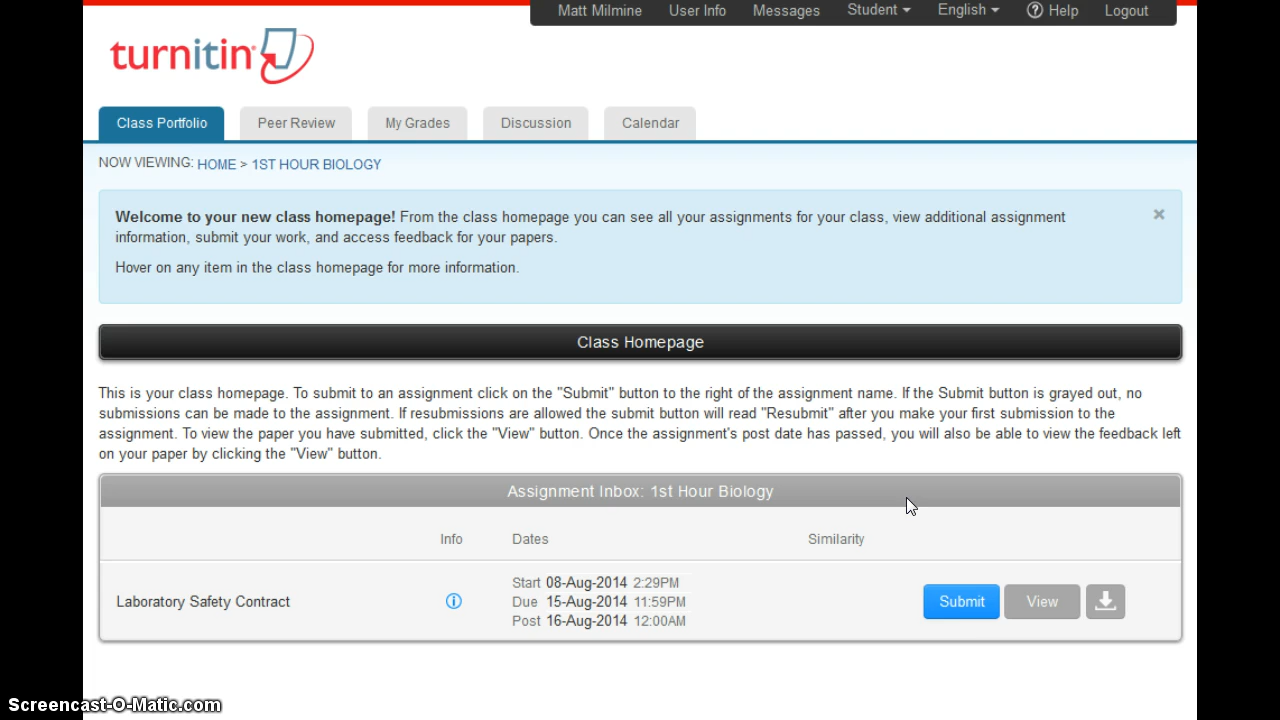 Matt Milmine User Info Messages Student English Help Logout
turnitin
Class Portfolio Peer Review My Grades Discussion Calendar
NOW VIEWING: HOME > 1ST HOUR BIOLOGY
Welcome to your new class homepage! From the class homepage you can see all your assignments for your class, view additional assignment
information, submit your work, and access feedback for your papers.
Hover on any item in the class homepage for more information.
Class Homepage
This is your class homepage. To submit to an assignment click on the "Submit" button to the right of the assignment name. If the Submit button is grayed out, no
submissions can be made to the assignment. If resubmissions are allowed the submit button will read "Resubmit" after you make your first submission to the
assignment. To view the paper you have submitted, click the "View" button. Once the assignment's post date has passed, you will also be able to view the feedback left
on your paper by clicking the "View" button.
Assignment Inbox: 1st Hour Biology
Info Dates Similarity
Start 08-Aug-2014 2:29PM
Laboratory Safety Contract Due 15-Aug-2014 11:59PM Submit View
Post 16-Aug-2014 12:00AM
Screencast-O-Matic.com